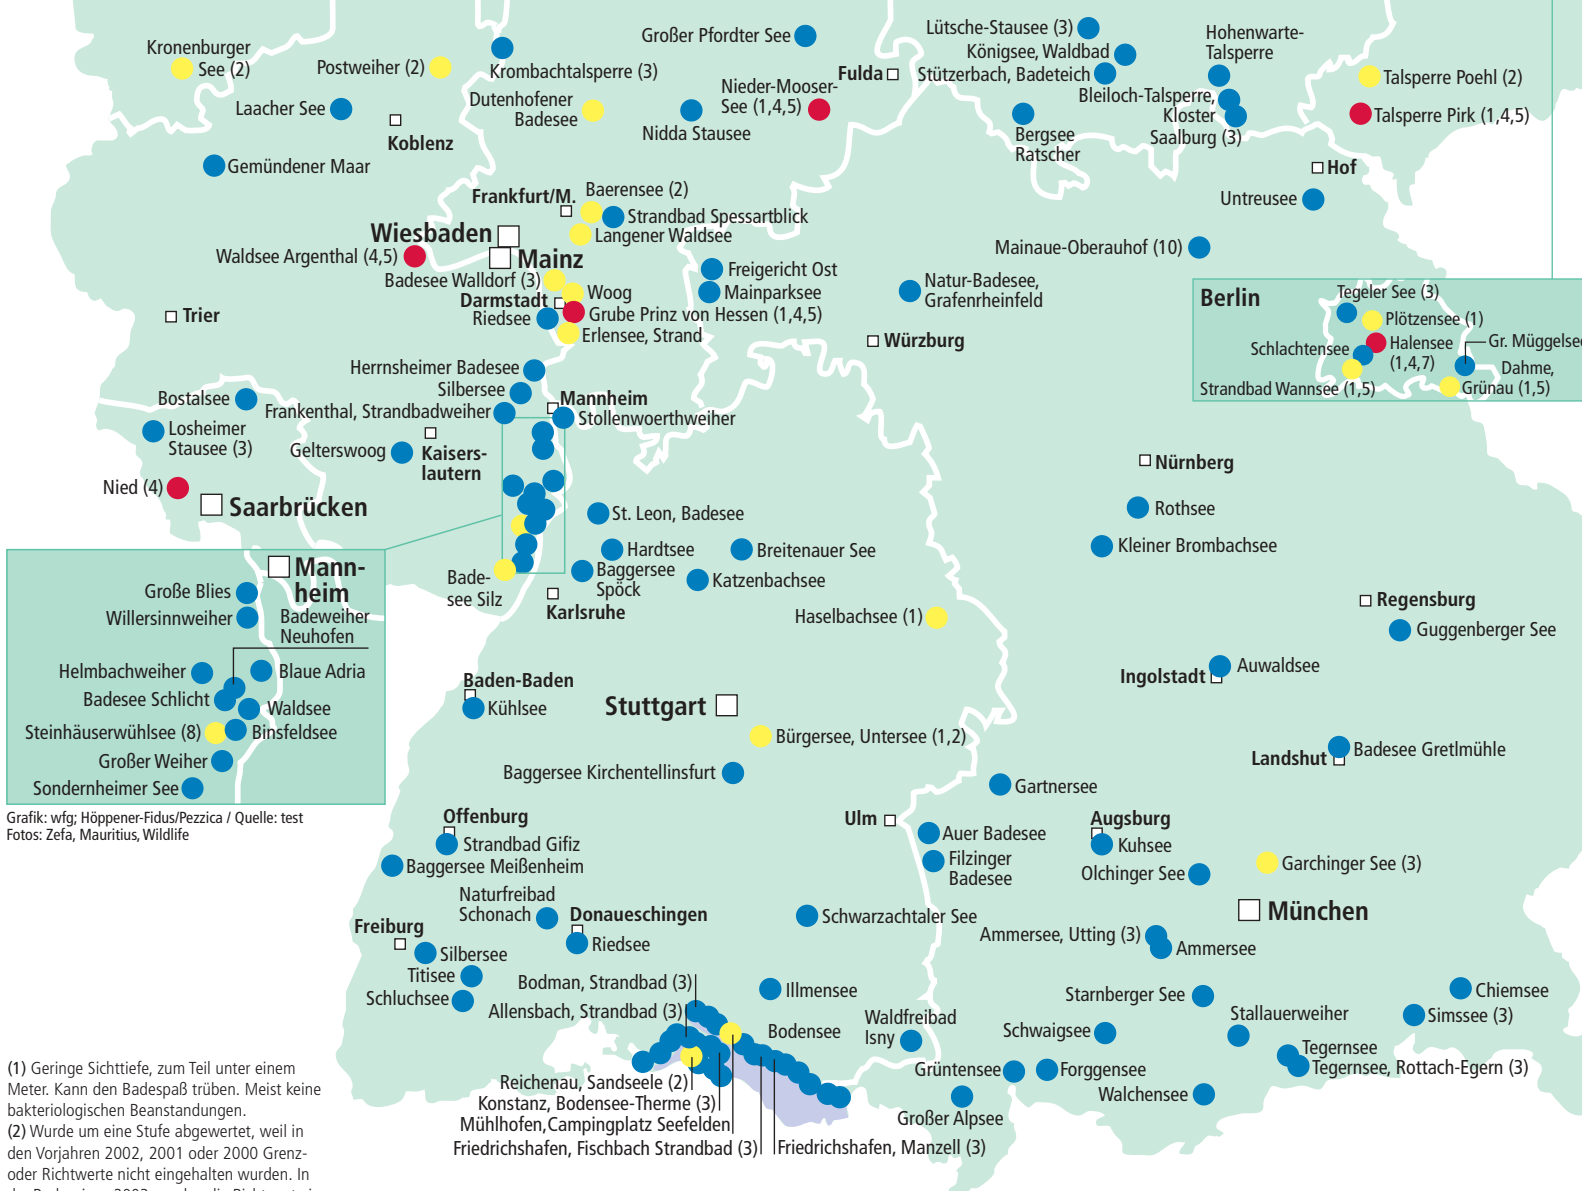 Kronenburger
See (2)
Postweiher (2)
Krombachtalsperre (3)
Großer Pfordter See
Lütsche-Stausee (3)
Königsee, Waldbad
Stützerbach, Badeteich
Hohenwarte-
Talsperre
Fulda
Laacher See
Koblenz
Dutenhofener
Badesee
Nidda Stausee
Nieder-Mooser-
See (1,4,5)
Bergsee
Ratscher
Bleiloch-Talsperre,
Kloster
Saalburg (3)
Talsperre Poehl (2)
Talsperre Pirk (1,4,5)
Hof
Untreusee
Gemündener Maar
Frankfurt/M.
Baerensee (2)
Strandbad Spessartblick
Langener Waldsee
Wiesbaden
Mainz
Waldsee Argenthal (4,5)
Badesee Walldorf (3)
Darmstadt
Woog
Riedsee
Grube Prinz von Hessen (1,4,5)
Erlensee, Strand
Freigericht Ost
Mainparksee
Natur-Badesee,
Grafenrheinfeld
Mainaue-Oberauhof (10)
Trier
Würzburg
Berlin
Tegeler See (3)
Plötzensee (1)
Halensee
(1,4,7)
Schlachtensee
Gr. Müggelsee
Dahme,
Grünau (1,5)
Strandbad Wannsee (1,5)
Herrnsheimer Badesee
Silbersee
Frankenthal, Strandbadweiher
Mannheim
Stollenwoerthweiher
Bostalsee
Losheimer
Stausee (3)
Gelterswoog
Kaisers-
lautern
Nied (4)
Saarbrücken
Nürnberg
Rothsee
Kleiner Brombachsee
St. Leon, Badesee
Hardtsee
Baggersee
Spöck
Breitenauer See
Katzenbachsee
Bade-
see Silz
Karlsruhe
Haselbachsee (1)
Regensburg
Guggenberger See
Mann-
heim
Große Blies
Willersinnweiher
Badeweiher
Neuhofen
Helmbachweiher
Blaue Adria
Badesee Schlicht
Waldsee
Steinhäuserwühlsee (8)
Binsfeldsee
Großer Weiher
Sondernheimer See
Grafik: wfg; Höppener-Fidus/Pezzica / Quelle: test
Fotos: Zefa, Mauritius, Wildlife
Baden-Baden
Kühlsee
Stuttgart
Bürgersee, Untersee (1,2)
Baggersee Kirchentellinsfurt
Ingolstadt
Auwaldsee
Landshut
Badesee Gretlmühle
Gartnersee
Offenburg
Strandbad Gifiz
Baggersee Meißenheim
Ulm
Auer Badesee
Filzinger
Badesee
Augsburg
Kuhsee
Olchinger See
Garchinger See (3)
München
Naturfreibad
Schonach
Donaueschingen
Riedsee
Freiburg
Silbersee
Titisee
Schluchsee
Schwarzachtaler See
Ammersee, Utting (3)
Ammersee
Bodman, Strandbad (3)
Allensbach, Strandbad (3)
Illmensee
Bodensee
Waldfreibad
Isny
Starnberger See
Schwaigsee
Stallauerweiher
Chiemsee
Simssee (3)
Tegernsee
Tegernsee, Rottach-Egern (3)
Grüntensee
Forggensee
Walchensee
Großer Alpsee
Reichenau, Sandseele (2)
Konstanz, Bodensee-Therme (3)
Mühlhofen, Campingplatz Seefelden
Friedrichshafen, Fischbach Strandbad (3)
Friedrichshafen, Manzell (3)
(1) Geringe Sichttiefe, zum Teil unter einem
Meter. Kann den Badespaß trüben. Meist keine
bakteriologischen Beanstandungen.
(2) Wurde um eine Stufe abgewertet, weil in
den Vorjahren 2002, 2001 oder 2000 Grenz-
oder Richtwerte nicht eingehalten wurden. In